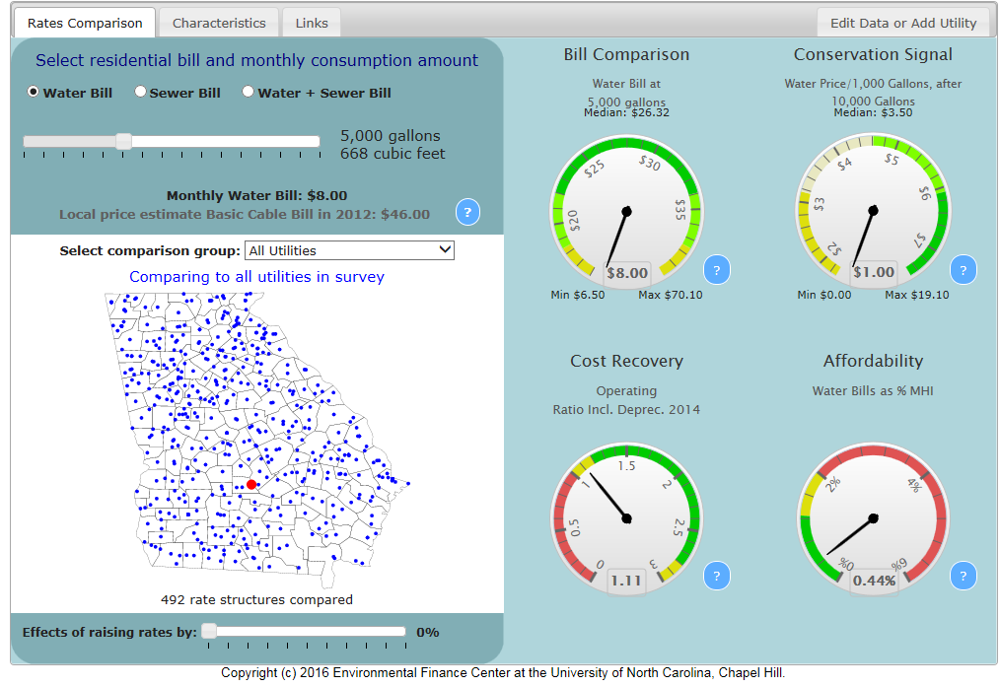 Rates Comparison
Characteristics
Links
Edit Data or Add Utility
Select residential bill and monthly consumption amount
Water Bill
Sewer Bill
Water + Sewer Bill
5,000 gallons
668 cubic feet
Monthly Water Bill: $8.00
Local price estimate Basic Cable Bill in 2012: $46.00
?
Select comparison group:
All Utilities
Comparing to all utilities in survey
492 rate structures compared
Effects of raising rates by:
0%
Bill Comparison
Water Bill at
5,000 gallons
Median: $26.32
$20
$25
$30
$35
$8.00
?
Min $6.50
Max $70.10
Conservation Signal
Water Price/1,000 Gallons, after
10,000 Gallons
Median: $3.50
$2
$3
$4
$5
$6
$7
$1.00
?
Min $0.00
Max $19.10
Cost Recovery
Operating
Ratio Incl. Deprec. 2014
0
0.5
1
1.5
2
2.5
3
1.11
?
Affordability
Water Bills as % MHI
0%
2%
4%
6%
0.44%
?
Copyright (c) 2016 Environmental Finance Center at the University of North Carolina, Chapel Hill.